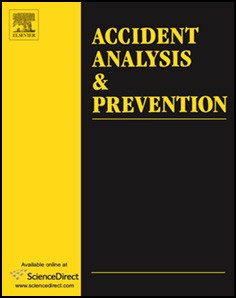 ELSEVIER
ACCIDENT
ANALYSIS
&
PREVENTION
Available online at
ScienceDirect
www.sciencedirect.com